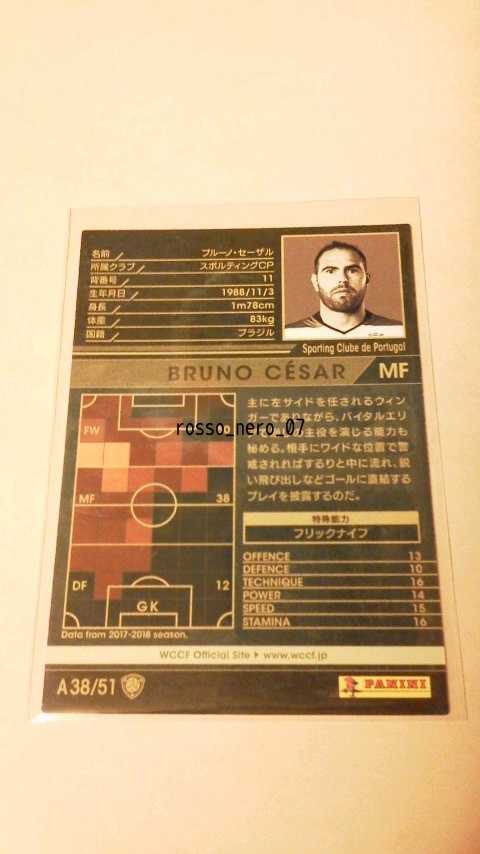 名前 ブルーノ・セーザル
所属クラブ スポルティングCP
背番号 11
生年月日 1988/11/3
身長 1m78cm
体重 83kg
国籍 ブラジル
Sporting Clube de Portugal
BRUNO CÉSAR MF
FW
MF 38
DF 12
GK
Data from 2017-2018 season.
主に左サイドを任されるウィン
ガーでありながら、バイタルエリ
主役を演じる能力も
秘める。相手にワイドな位置で警
戒されればするりと中に流れ、鋭
い飛び出しなどゴールに直結する
プレイを披露するのだ。
rosso_nero_07
特殊能力
フリックナイフ
OFFENCE 13
DEFENCE 10
TECHNIQUE 16
POWER 14
SPEED 15
STAMINA 16
WCCF Official Site www.wccf.jp
A38/51
PANINI